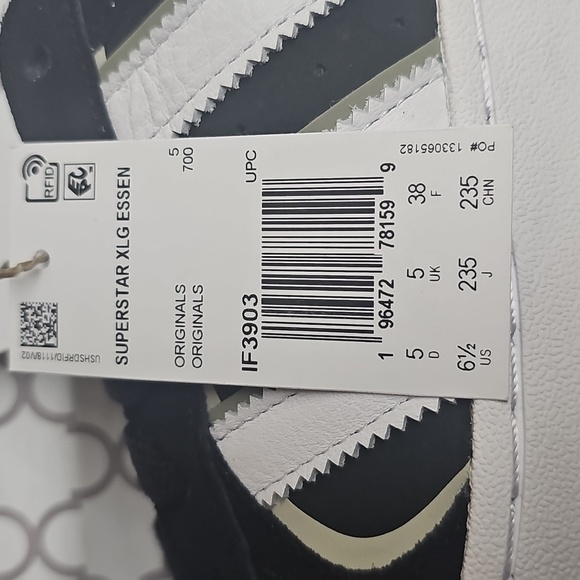 RFID
USHSDRFID/1118/V02
SUPERSTAR XLG ESSEN
ORIGINALS 5
ORIGINALS 700
IF3903 UPC
1 96472 78159 9
5 D 5 UK 38 F
6½ US 235 J 235 CHN
PO# 133065182